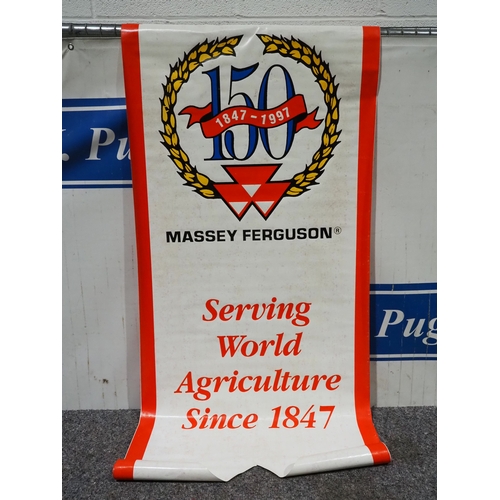 150
1847-1997
MASSEY FERGUSON®
Serving
World
Agriculture
Since 1847
. Pu
Pug